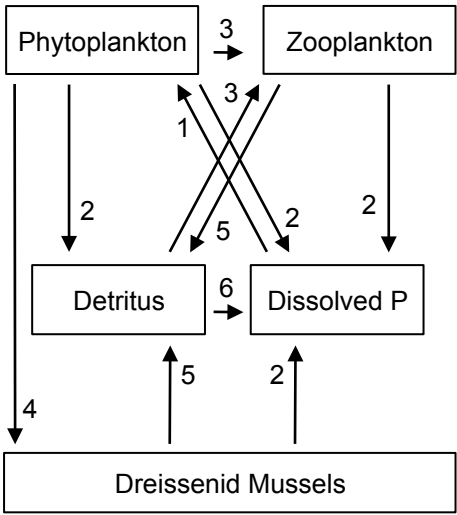 Phytoplankton 3 Zooplankton
3
1
2 5 2 2
Detritus 6 Dissolved P
5 2
4
Dreissenid Mussels